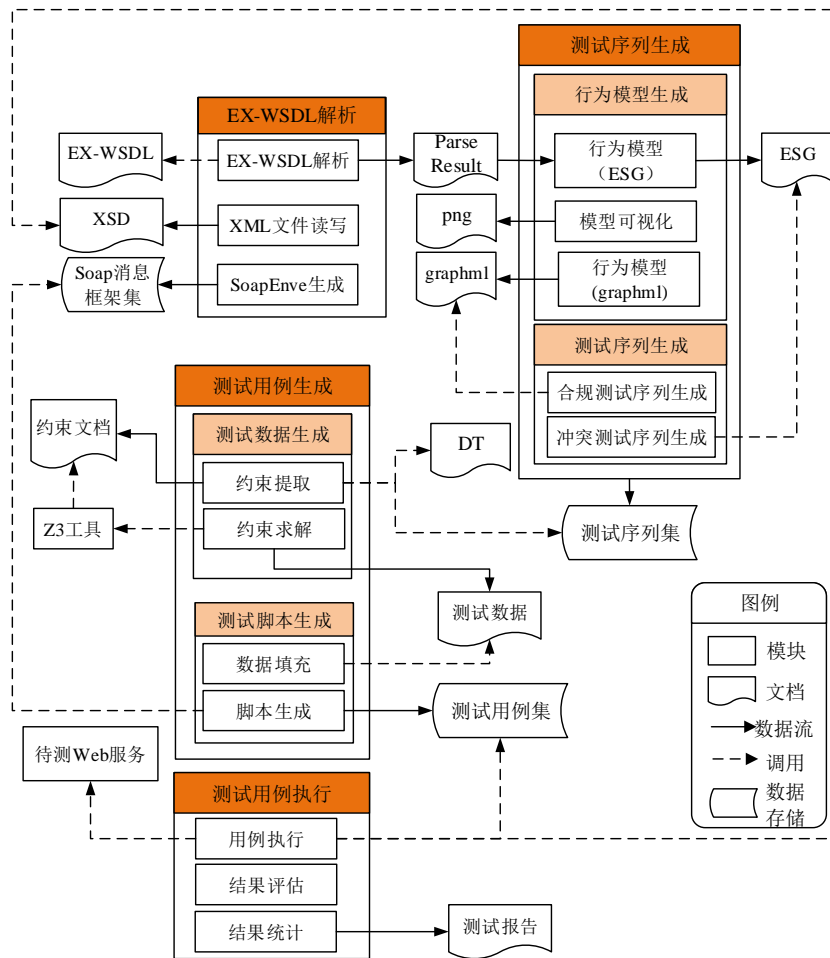 测试序列生成
行为模型生成
EX-WSDL解析
EX-WSDL
EX-WSDL解析
Parse
Result
行为模型
（ESG）
ESG
XSD
XML文件读写
png
模型可视化
Soap消息
框架集
SoapEnve生成
graphml
行为模型
(graphml)
测试序列生成
合规测试序列生成
冲突测试序列生成
测试用例生成
测试数据生成
约束文档
约束提取
DT
Z3工具
约束求解
测试序列集
测试数据
测试脚本生成
数据填充
脚本生成
测试用例集
待测Web服务
测试用例执行
用例执行
结果评估
结果统计
测试报告
图例
模块
文档
数据流
调用
数据
存储